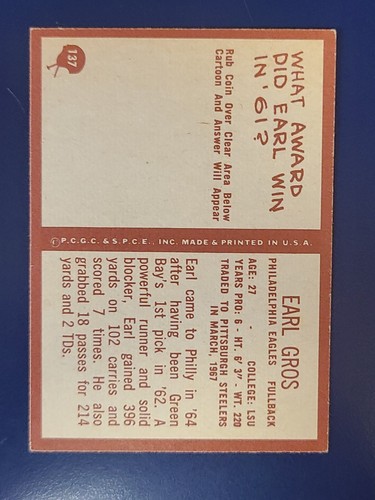 137
WHAT AWARD
DID EARL WIN
IN '61?
Rub Coin Over Clear Area Below
Cartoon And Answer Will Appear
P.C.G.C. & S.P.C.E., INC. MADE & PRINTED IN U.S.A.
EARL GROS
PHILADELPHIA EAGLES FULLBACK
AGE: 27 - COLLEGE: LSU
YEARS PRO: 6 - HT. 6' 3" - WT. 220
TRADED TO PITTSBURGH STEELERS
IN MARCH, 1967
Earl came to Philly in '64
after having been Green
Bay's 1st pick in '62. A
powerful runner and solid
blocker, Earl gained 396
yards on 102 carries and
scored 7 times. He also
grabbed 18 passes for 214
yards and 2 TDs.